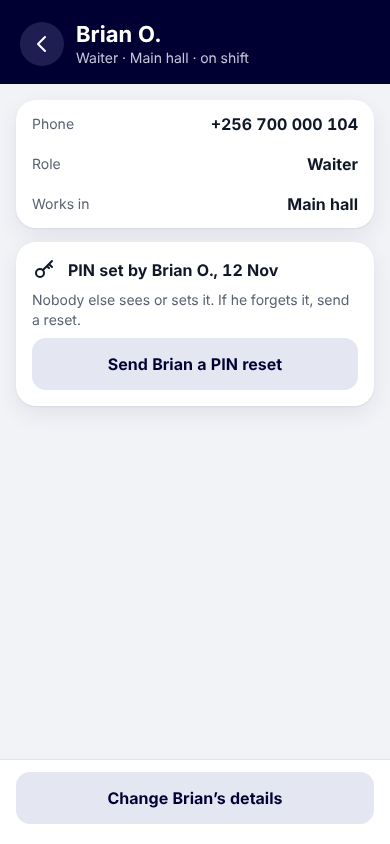 Brian O.
Waiter · Main hall · on shift
Phone +256 700 000 104
Role Waiter
Works in Main hall
PIN set by Brian O., 12 Nov
Nobody else sees or sets it. If he forgets it, send
a reset.
Send Brian a PIN reset
Change Brian’s details